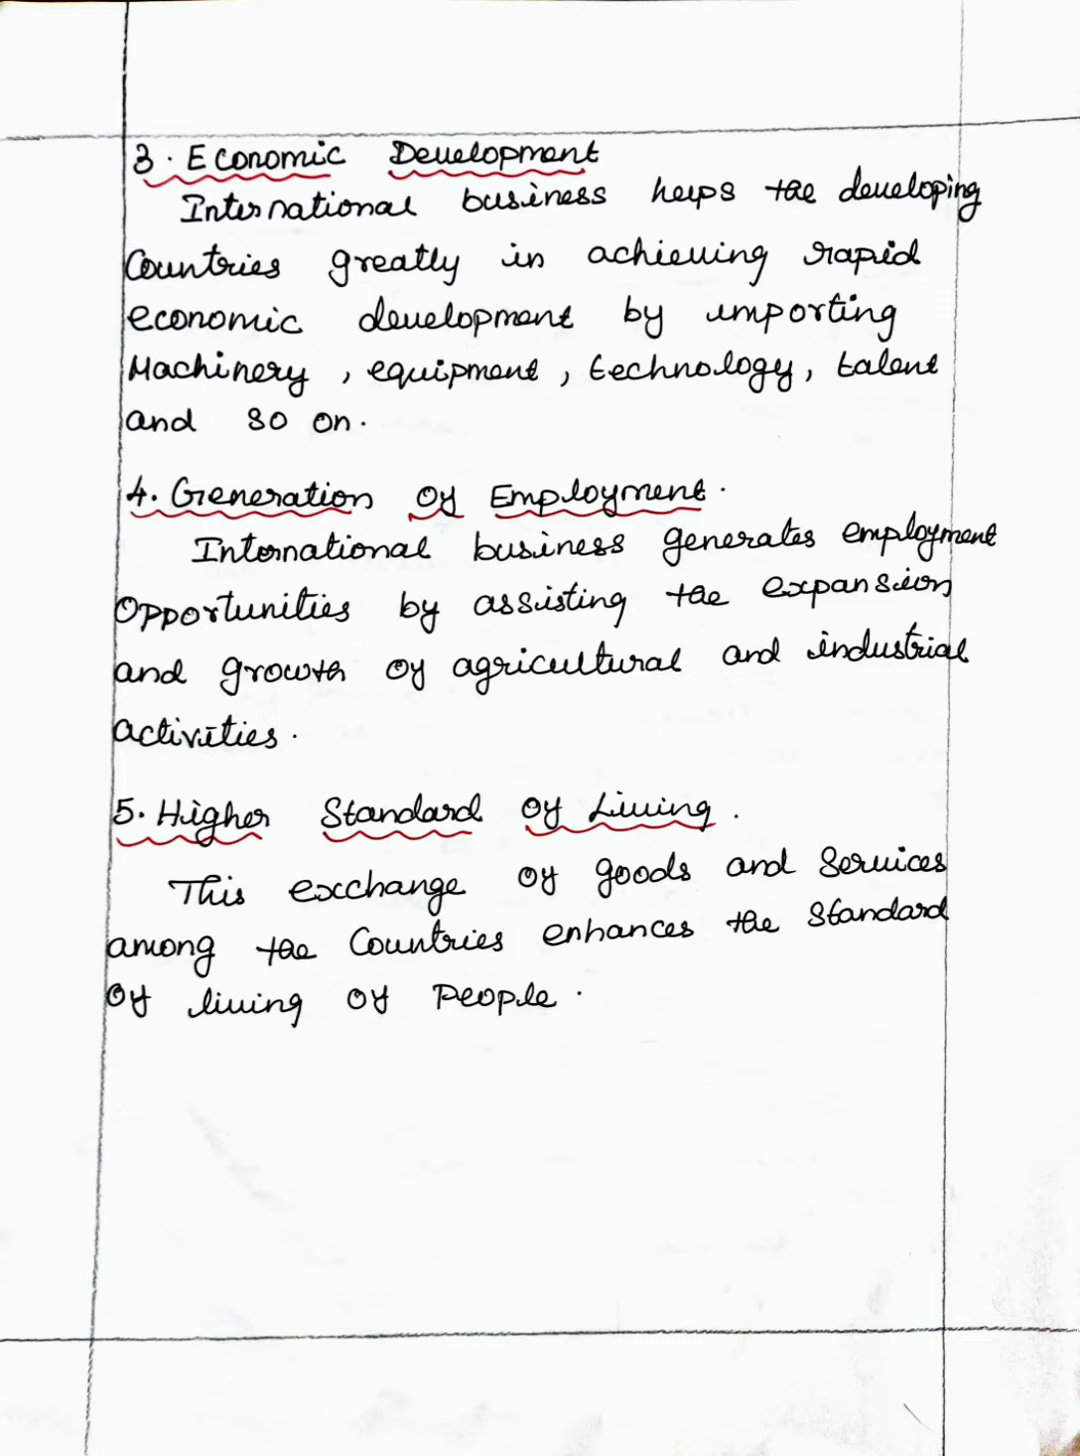 3. Economic Development
International business helps the developing
Countries greatly in achieving rapid
economic development by importing
Machinery, equipment, technology, talent
and so on.
4. Generation of Employment.
International business generates employment
Opportunities by assisting the expansion
and growth of agricultural and industrial
activities.
5. Higher Standard of Living.
This exchange of goods and Services
among the Countries enhances the Standard
Of living of People.